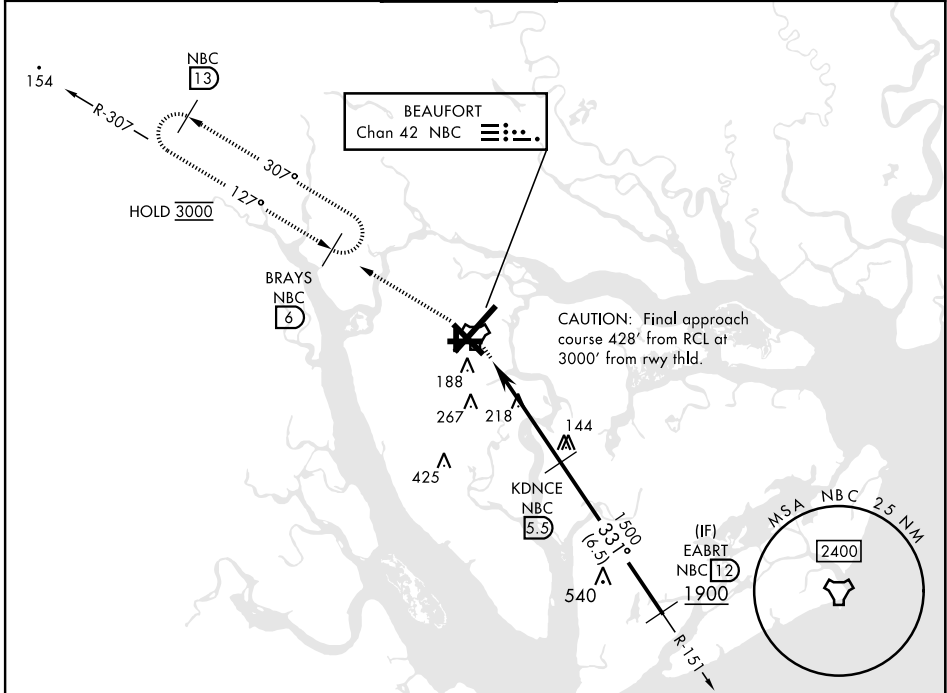 NBC
13
154
R-307
BEAUFORT
Chan 42 NBC
307°
127°
HOLD 3000
BRAYS
NBC
6
CAUTION: Final approach
course 428' from RCL at
3000' from rwy thld.
188
267
218
144
425
KDNCE
NBC
5.5
1500
331°
(6.5)
(IF)
EABRT
NBC 12
1900
540
R-151
MSA NBC 25 NM
2400